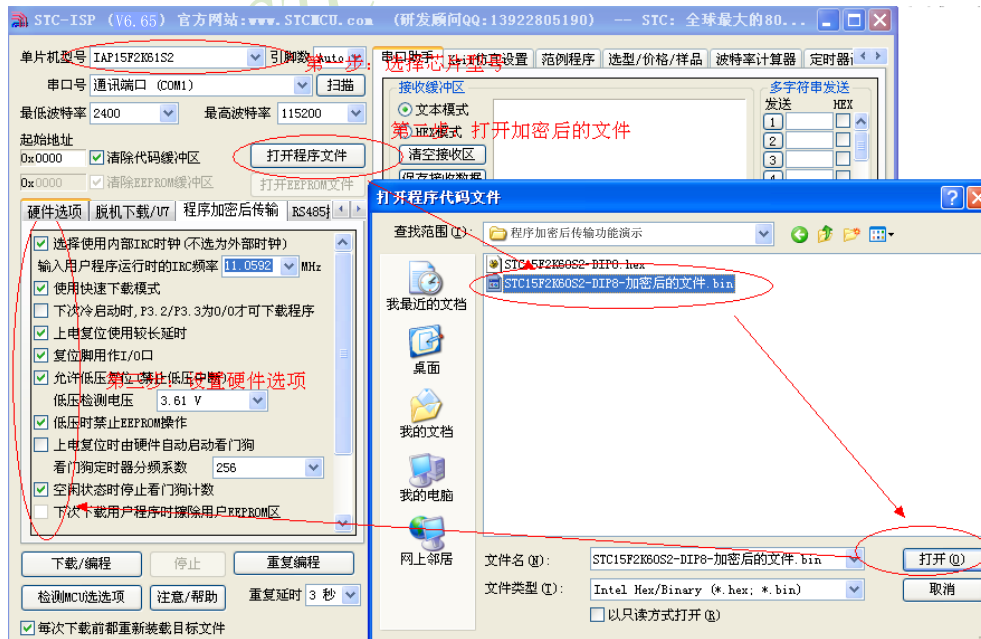 STC-ISP (V6.65) 官方网站:www.STCMCU.com (研发顾问QQ:13922805190) -- STC: 全球最大的80...
单片机型号 IAP15F2K61S2 引脚数 Auto
第一步：选择芯片型号
串口号 通讯端口 (COM1) 扫描
最低波特率 2400 最高波特率 115200
起始地址
0x0000 清除代码缓冲区 打开程序文件
0x0000 清除EEPROM缓冲区 打开EEPROM文件
硬件选项 脱机下载/U7 程序加密后传输 RS485
选择使用内部IRC时钟(不选为外部时钟)
输入用户程序运行时的IRC频率 11.0592 MHz
使用快速下载模式
下次冷启动时,P3.2/P3.3为0/0才可下载程序
上电复位使用较长延时
复位脚用作I/O口
允许低压复位(禁止低压中断)
第三步：设置硬件选项
低压检测电压 3.61 V
低压时禁止EEPROM操作
上电复位时由硬件自动启动看门狗
看门狗定时器分频系数 256
空闲状态时停止看门狗计数
下次下载用户程序时擦除用户EEPROM区
下载/编程 停止 重复编程
检测MCU选项 注意/帮助 重复延时 3 秒
每次下载前都重新装载目标文件
串口助手 Keil仿真设置 范例程序 选型/价格/样品 波特率计算器 定时器
接收缓冲区 多字符串发送
文本模式 发送 HEX
HEX模式 1
第二步：打开加密后的文件
2
清空接收区 3
保存接收数据 4
打开程序代码文件
查找范围(I): 程序加密后传输功能演示
STC15F2K60S2-DIP8.hex
STC15F2K60S2-DIP8-加密后的文件.bin
我最近的文档
桌面
我的文档
我的电脑
网上邻居
文件名(N): STC15F2K60S2-DIP8-加密后的文件.bin 打开(O)
文件类型(T): Intel Hex/Binary (*.hex; *.bin) 取消
以只读方式打开(R)